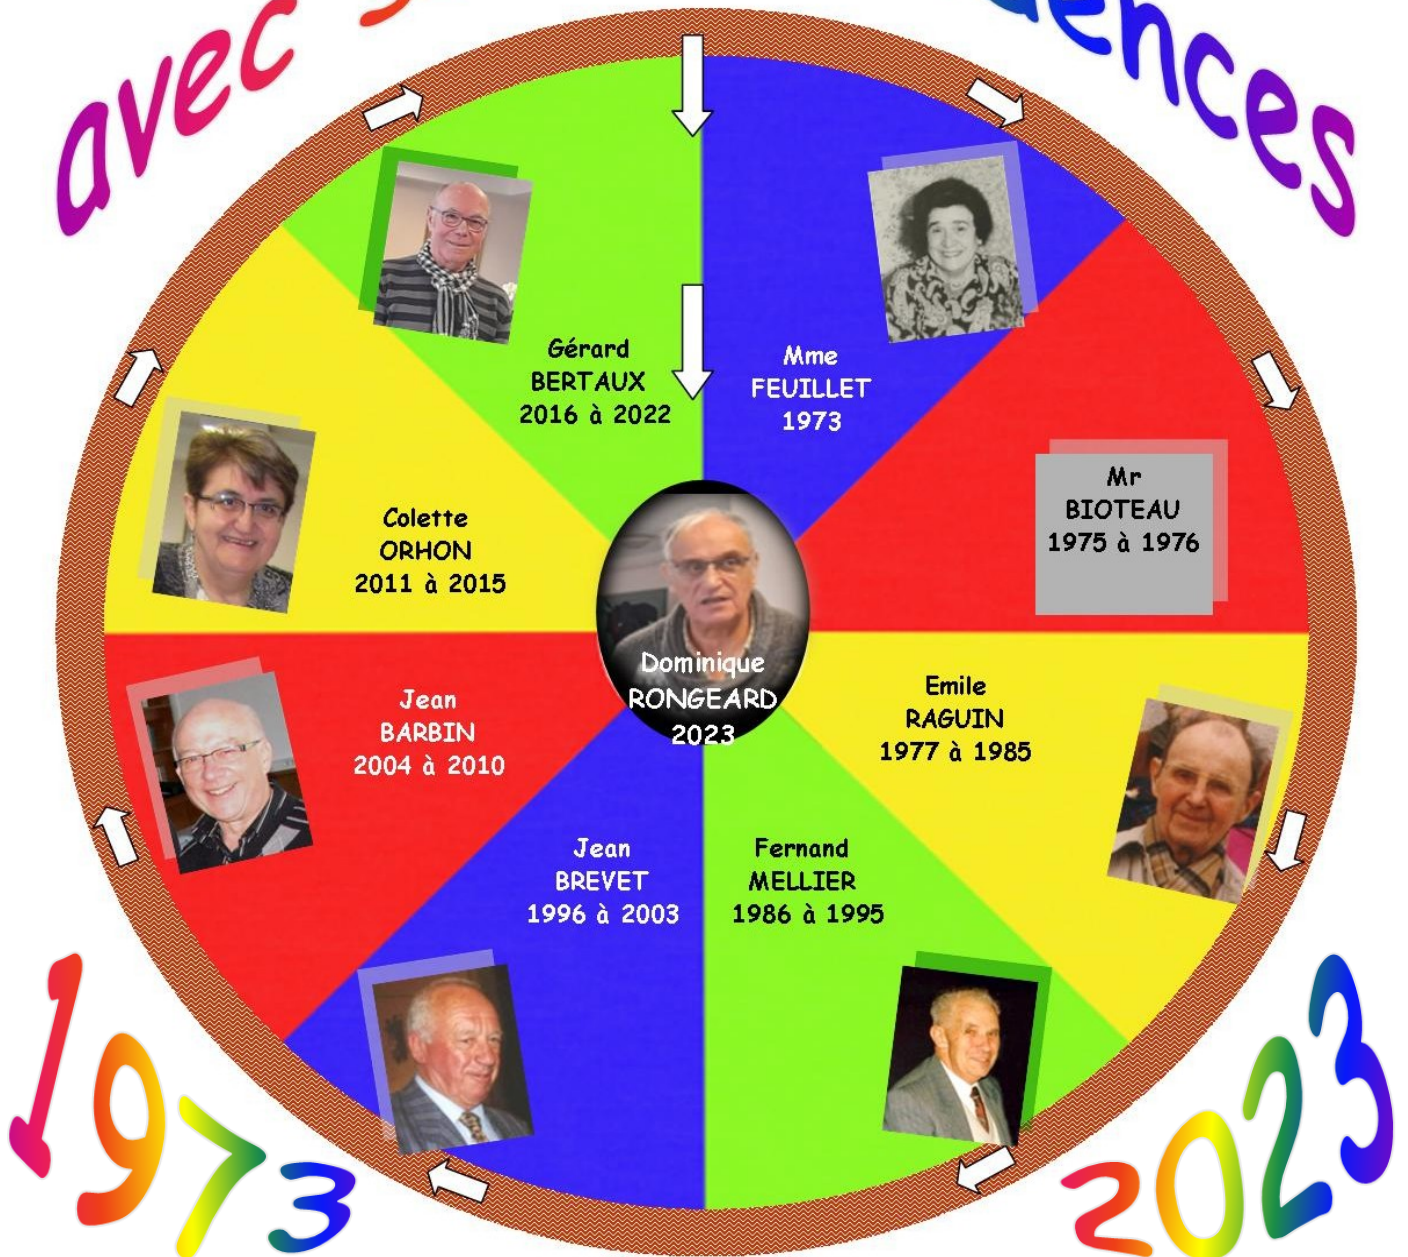 avec
Gérard
BERTAUX
2016 à 2022
Mme
FEUILLET
1973
Mr
BIOTEAU
1975 à 1976
Colette
ORHON
2011 à 2015
Dominique
RONGEARD
2023
Emile
RAGUIN
1977 à 1985
Jean
BARBIN
2004 à 2010
Jean
BREVET
1996 à 2003
Fernand
MELLIER
1986 à 1995
1973
2023